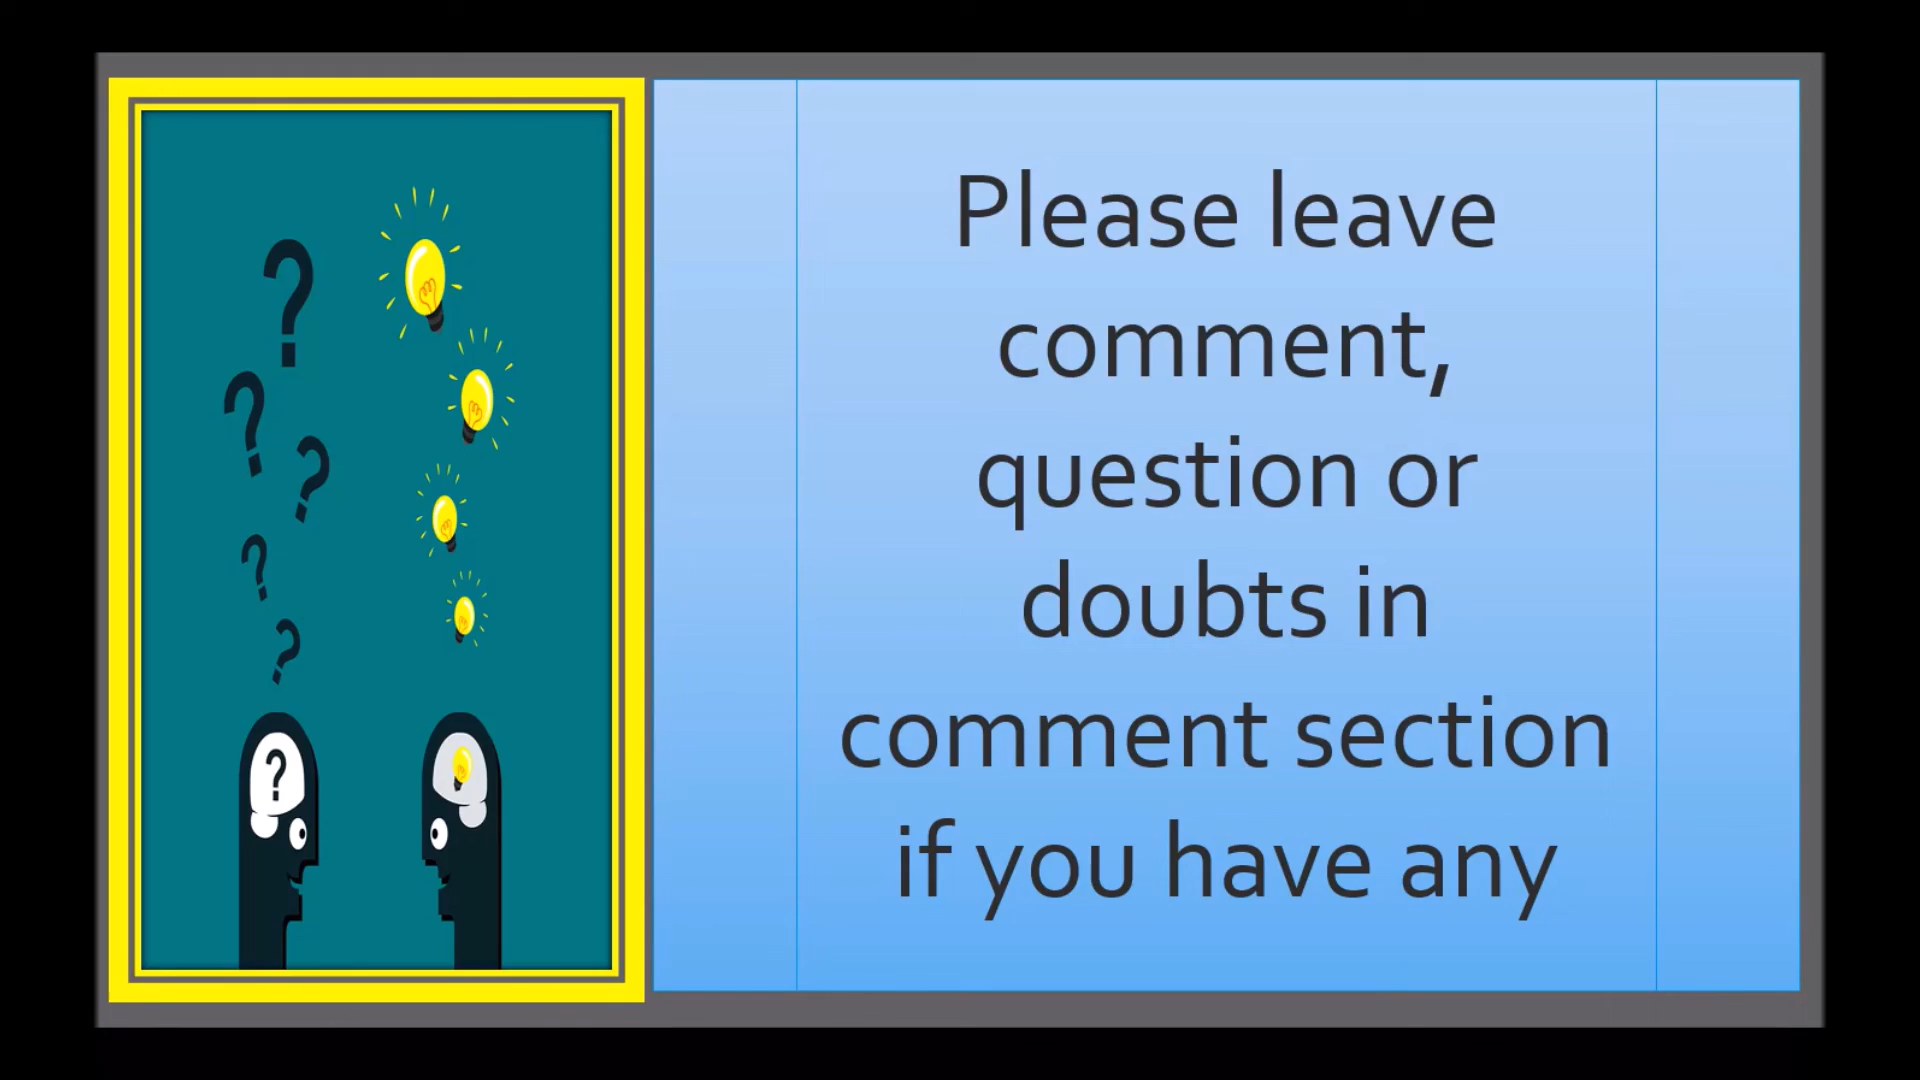 Please leave
comment,
question or
doubts in
comment section
if you have any